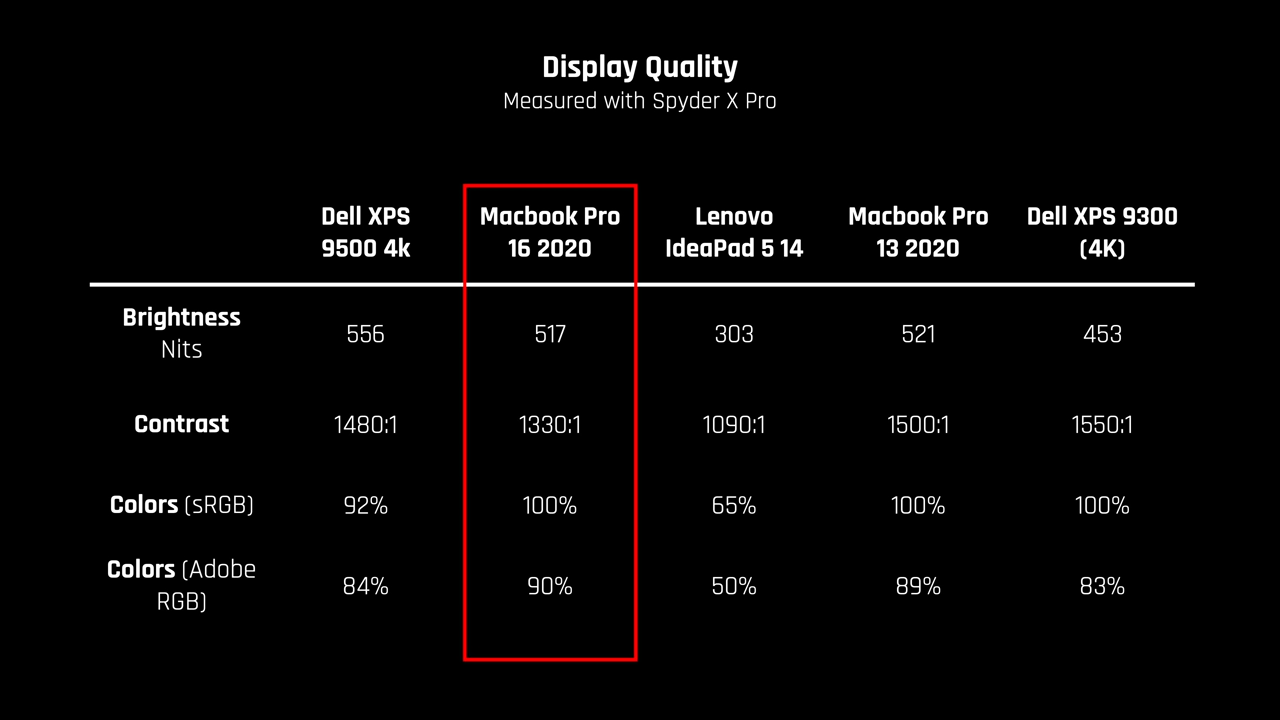 Display Quality
Measured with Spyder X Pro
Dell XPS Macbook Pro Lenovo Macbook Pro Dell XPS 9300
9500 4k 16 2020 IdeaPad 5 14 13 2020 (4K)
Brightness
Nits 556 517 303 521 453
Contrast 1480:1 1330:1 1090:1 1500:1 1550:1
Colors (sRGB) 92% 100% 65% 100% 100%
Colors (Adobe
RGB) 84% 90% 50% 89% 83%